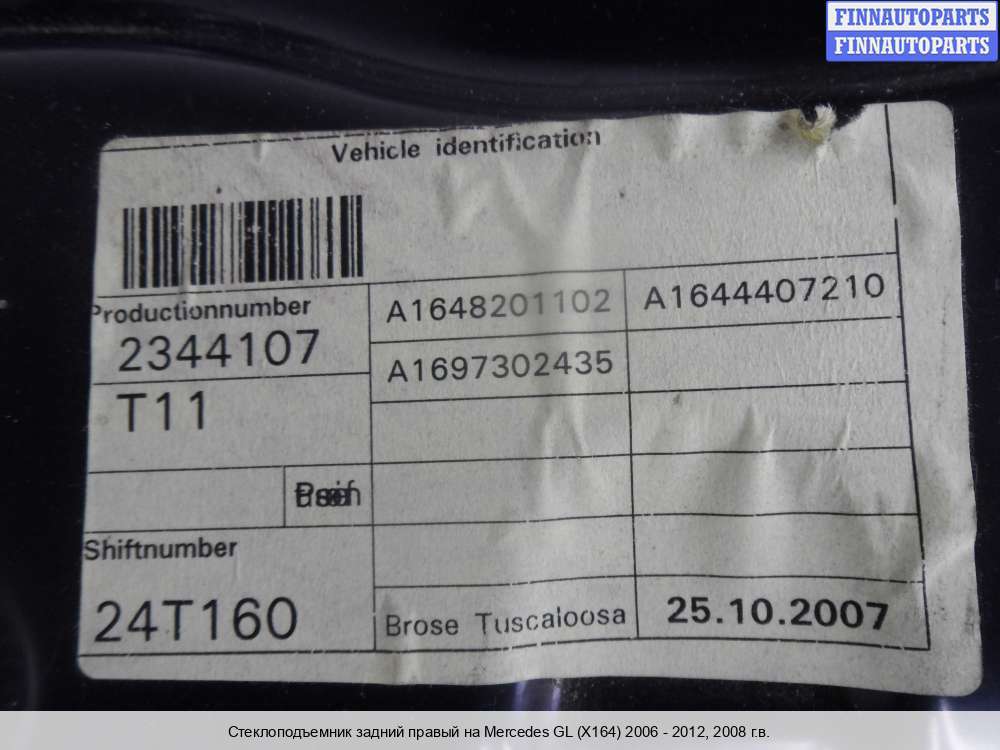 FINNAUTOPARTS
FINNAUTOPARTS
Vehicle identification
Productionnumber
2344107
T11
Shiftnumber
24T160
A1648201102 A1644407210
A1697302435
Brose Tuscaloosa 25.10.2007
Стеклоподъемник задний правый на Mercedes GL (X164) 2006 - 2012, 2008 г.в.